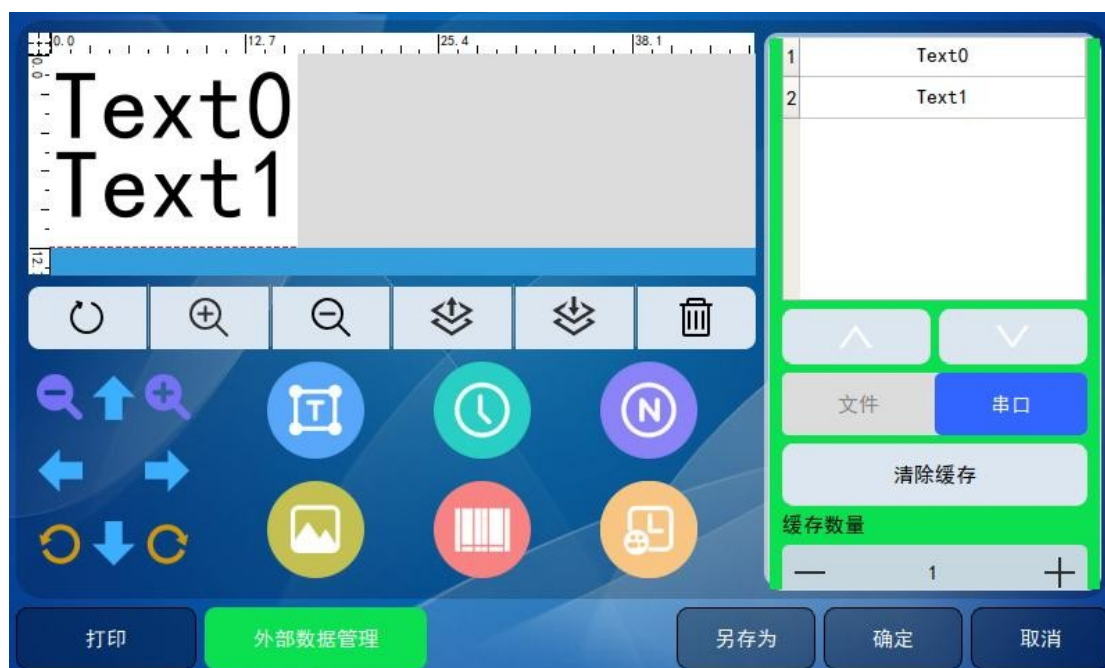 0.0 12.7 25.4 38.1
0.0
Text0
Text1
12.
T
N
1 Text0
2 Text1
文件 串口
清除缓存
缓存数量
1
打印 外部数据管理 另存为 确定 取消